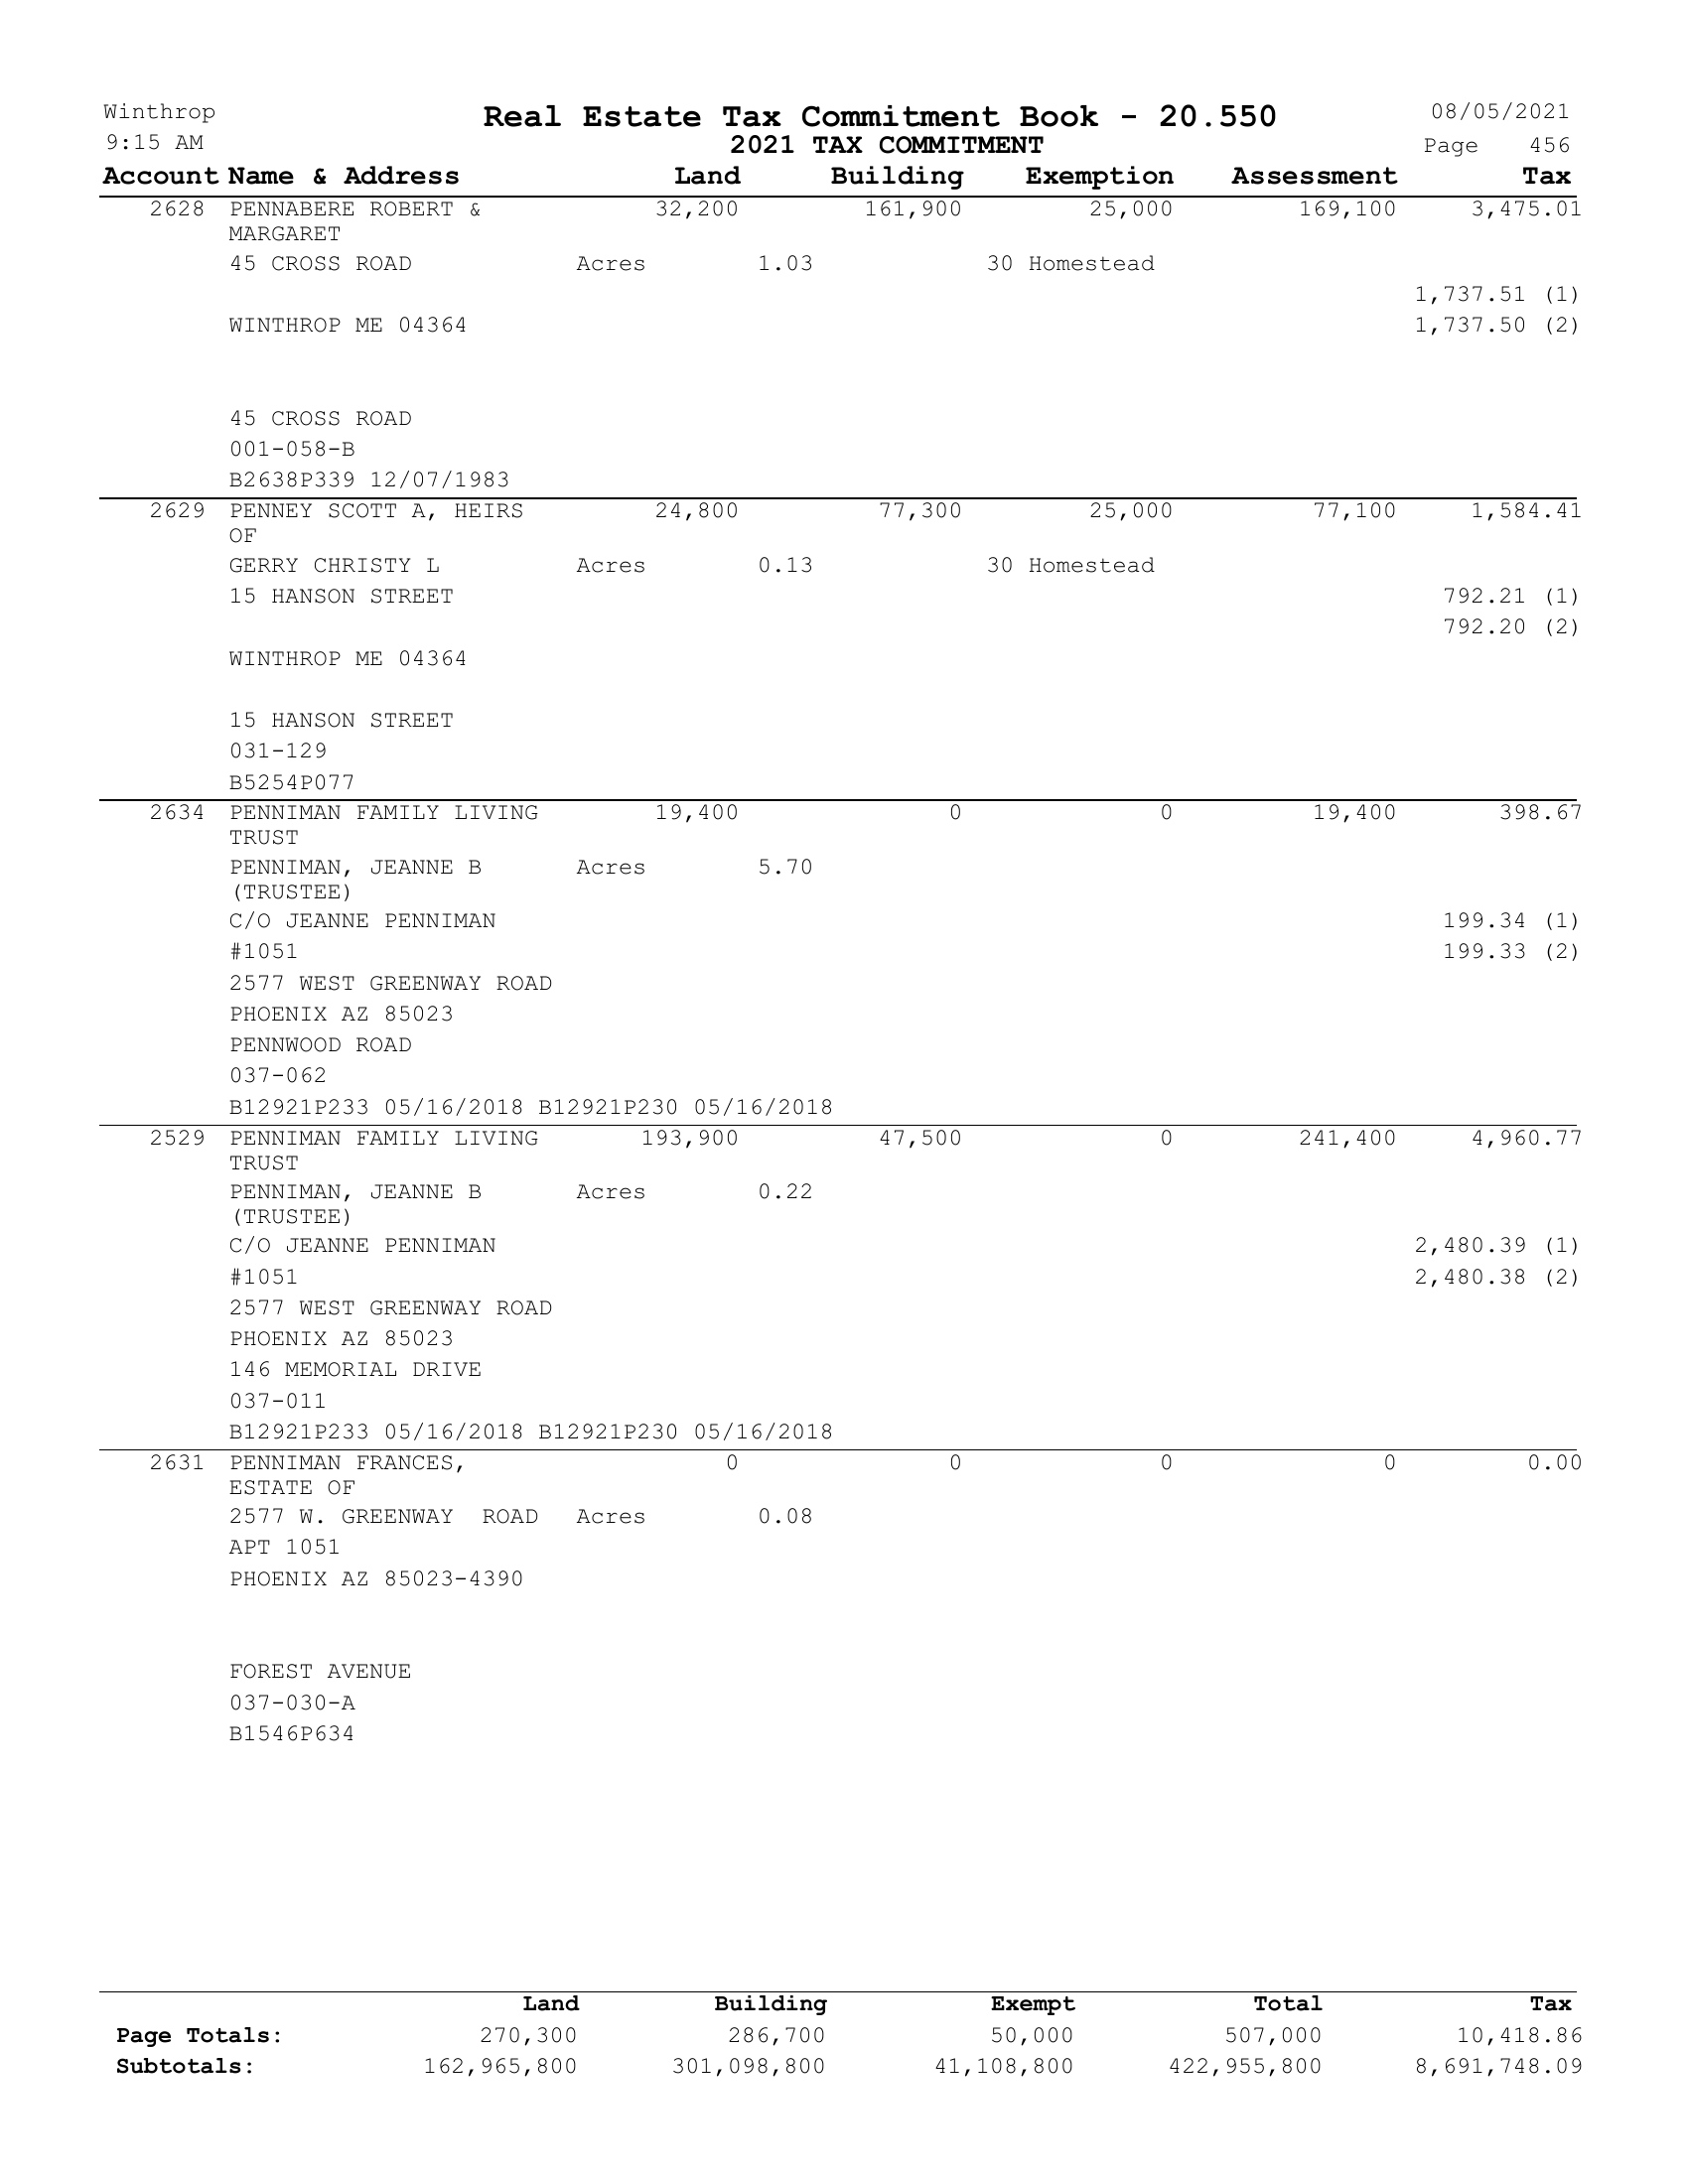 Winthrop Real Estate Tax Commitment Book - 20.550 08/05/2021
9:15 AM 2021 TAX COMMITMENT Page 456
Account Name & Address Land Building Exemption Assessment Tax
2628 PENNABERE ROBERT & 32,200 161,900 25,000 169,100 3,475.01
MARGARET
45 CROSS ROAD Acres 1.03 30 Homestead
1,737.51 (1)
WINTHROP ME 04364 1,737.50 (2)
45 CROSS ROAD
001-058-B
B2638P339 12/07/1983
2629 PENNEY SCOTT A, HEIRS 24,800 77,300 25,000 77,100 1,584.41
OF
GERRY CHRISTY L Acres 0.13 30 Homestead
15 HANSON STREET 792.21 (1)
792.20 (2)
WINTHROP ME 04364
15 HANSON STREET
031-129
B5254P077
2634 PENNIMAN FAMILY LIVING 19,400 0 0 19,400 398.67
TRUST
PENNIMAN, JEANNE B Acres 5.70
(TRUSTEE)
C/O JEANNE PENNIMAN 199.34 (1)
#1051 199.33 (2)
2577 WEST GREENWAY ROAD
PHOENIX AZ 85023
PENNWOOD ROAD
037-062
B12921P233 05/16/2018 B12921P230 05/16/2018
2529 PENNIMAN FAMILY LIVING 193,900 47,500 0 241,400 4,960.77
TRUST
PENNIMAN, JEANNE B Acres 0.22
(TRUSTEE)
C/O JEANNE PENNIMAN 2,480.39 (1)
#1051 2,480.38 (2)
2577 WEST GREENWAY ROAD
PHOENIX AZ 85023
146 MEMORIAL DRIVE
037-011
B12921P233 05/16/2018 B12921P230 05/16/2018
2631 PENNIMAN FRANCES, 0 0 0 0 0.00
ESTATE OF
2577 W. GREENWAY  ROAD Acres 0.08
APT 1051
PHOENIX AZ 85023-4390
FOREST AVENUE
037-030-A
B1546P634
Land Building Exempt Total Tax
Page Totals: 270,300 286,700 50,000 507,000 10,418.86
Subtotals: 162,965,800 301,098,800 41,108,800 422,955,800 8,691,748.09